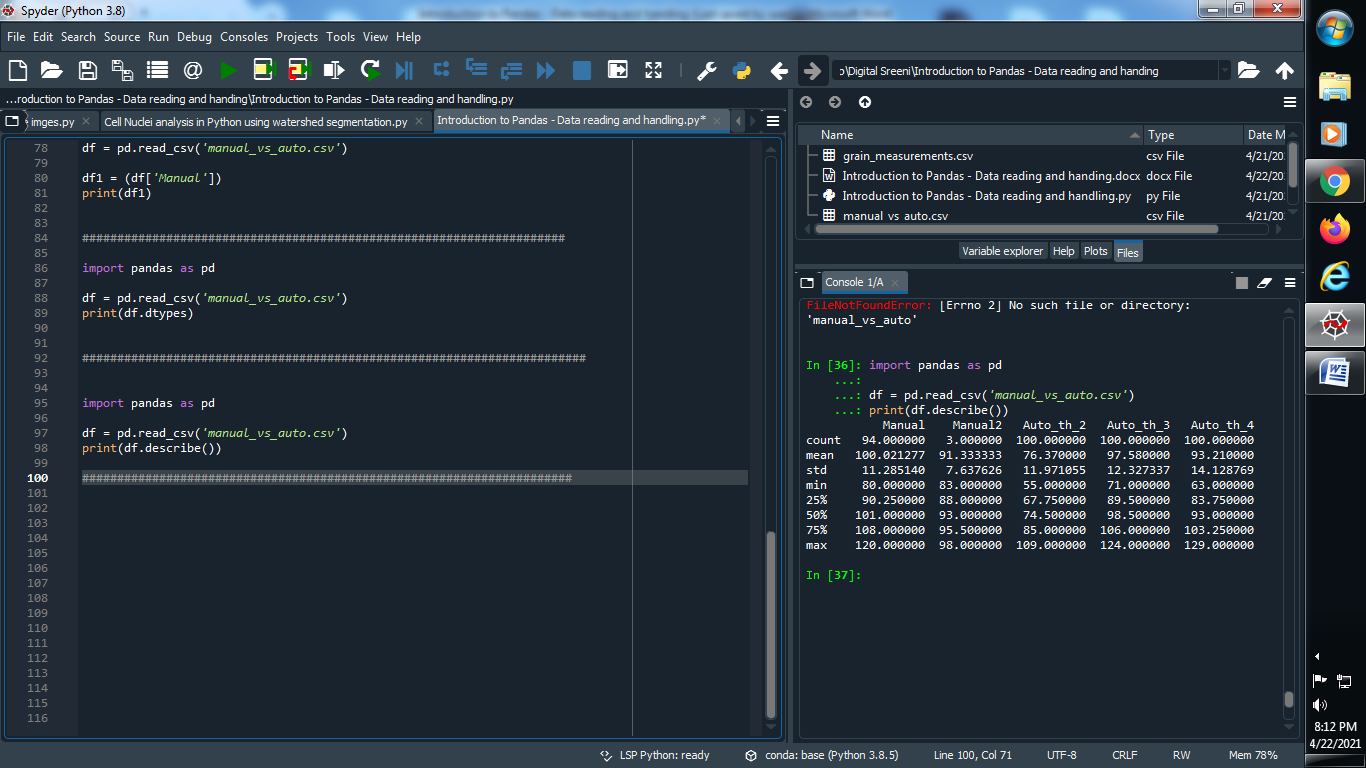 Spyder (Python 3.8)
File Edit Search Source Run Debug Consoles Projects Tools View Help
ɔ\Digital Sreeni\Introduction to Pandas - Data reading and handing
...roduction to Pandas - Data reading and handing\Introduction to Pandas - Data reading and handling.py
imges.py
Cell Nuclei analysis in Python using watershed segmentation.py
Introduction to Pandas - Data reading and handling.py*
78 df = pd.read_csv('manual_vs_auto.csv')
79
80 df1 = (df['Manual'])
81 print(df1)
82
83
84 #####################################################################
85
86 import pandas as pd
87
88 df = pd.read_csv('manual_vs_auto.csv')
89 print(df.dtypes)
90
91
92 ########################################################################
93
94
95 import pandas as pd
96
97 df = pd.read_csv('manual_vs_auto.csv')
98 print(df.describe())
99
100 ######################################################################
101
102
103
104
105
106
107
108
109
110
111
112
113
114
115
116
Name Type Date M
grain_measurements.csv csv File 4/21/20
Introduction to Pandas - Data reading and handing.docx docx File 4/22/20
Introduction to Pandas - Data reading and handling.py py File 4/21/20
manual_vs_auto.csv csv File 4/21/20
Variable explorer Help Plots Files
Console 1/A
FileNotFoundError: [Errno 2] No such file or directory:
'manual_vs_auto'
In [36]: import pandas as pd
...:
...: df = pd.read_csv('manual_vs_auto.csv')
...: print(df.describe())
Manual Manual2 Auto_th_2 Auto_th_3 Auto_th_4
count 94.000000 3.000000 100.000000 100.000000 100.000000
mean 100.021277 91.333333 76.370000 97.580000 93.210000
std 11.285140 7.637626 11.971055 12.327337 14.128769
min 80.000000 83.000000 55.000000 71.000000 63.000000
25% 90.250000 88.000000 67.750000 89.500000 83.750000
50% 101.000000 93.000000 74.500000 98.500000 93.000000
75% 108.000000 95.500000 85.000000 106.000000 103.250000
max 120.000000 98.000000 109.000000 124.000000 129.000000
In [37]:
LSP Python: ready conda: base (Python 3.8.5) Line 100, Col 71 UTF-8 CRLF RW Mem 78%
8:12 PM
4/22/2021